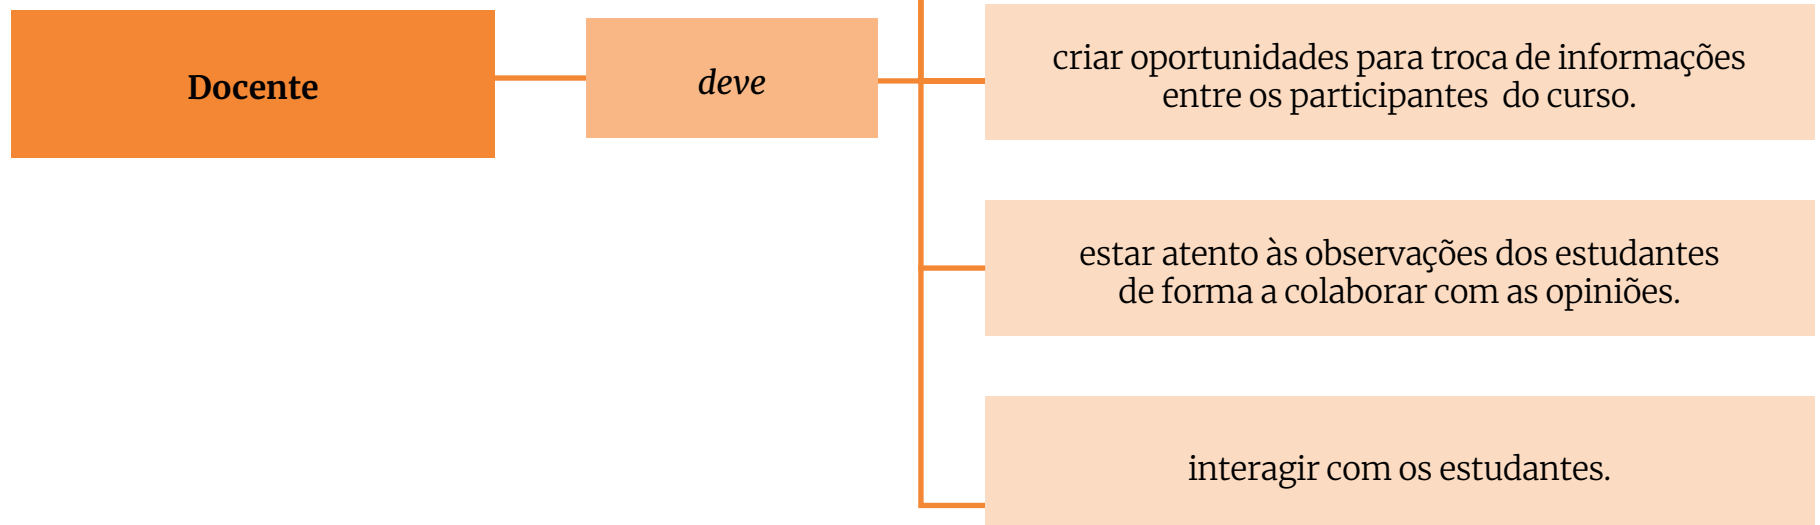 Docente
deve
criar oportunidades para troca de informações
entre os participantes  do curso.
estar atento às observações dos estudantes
de forma a colaborar com as opiniões.
interagir com os estudantes.